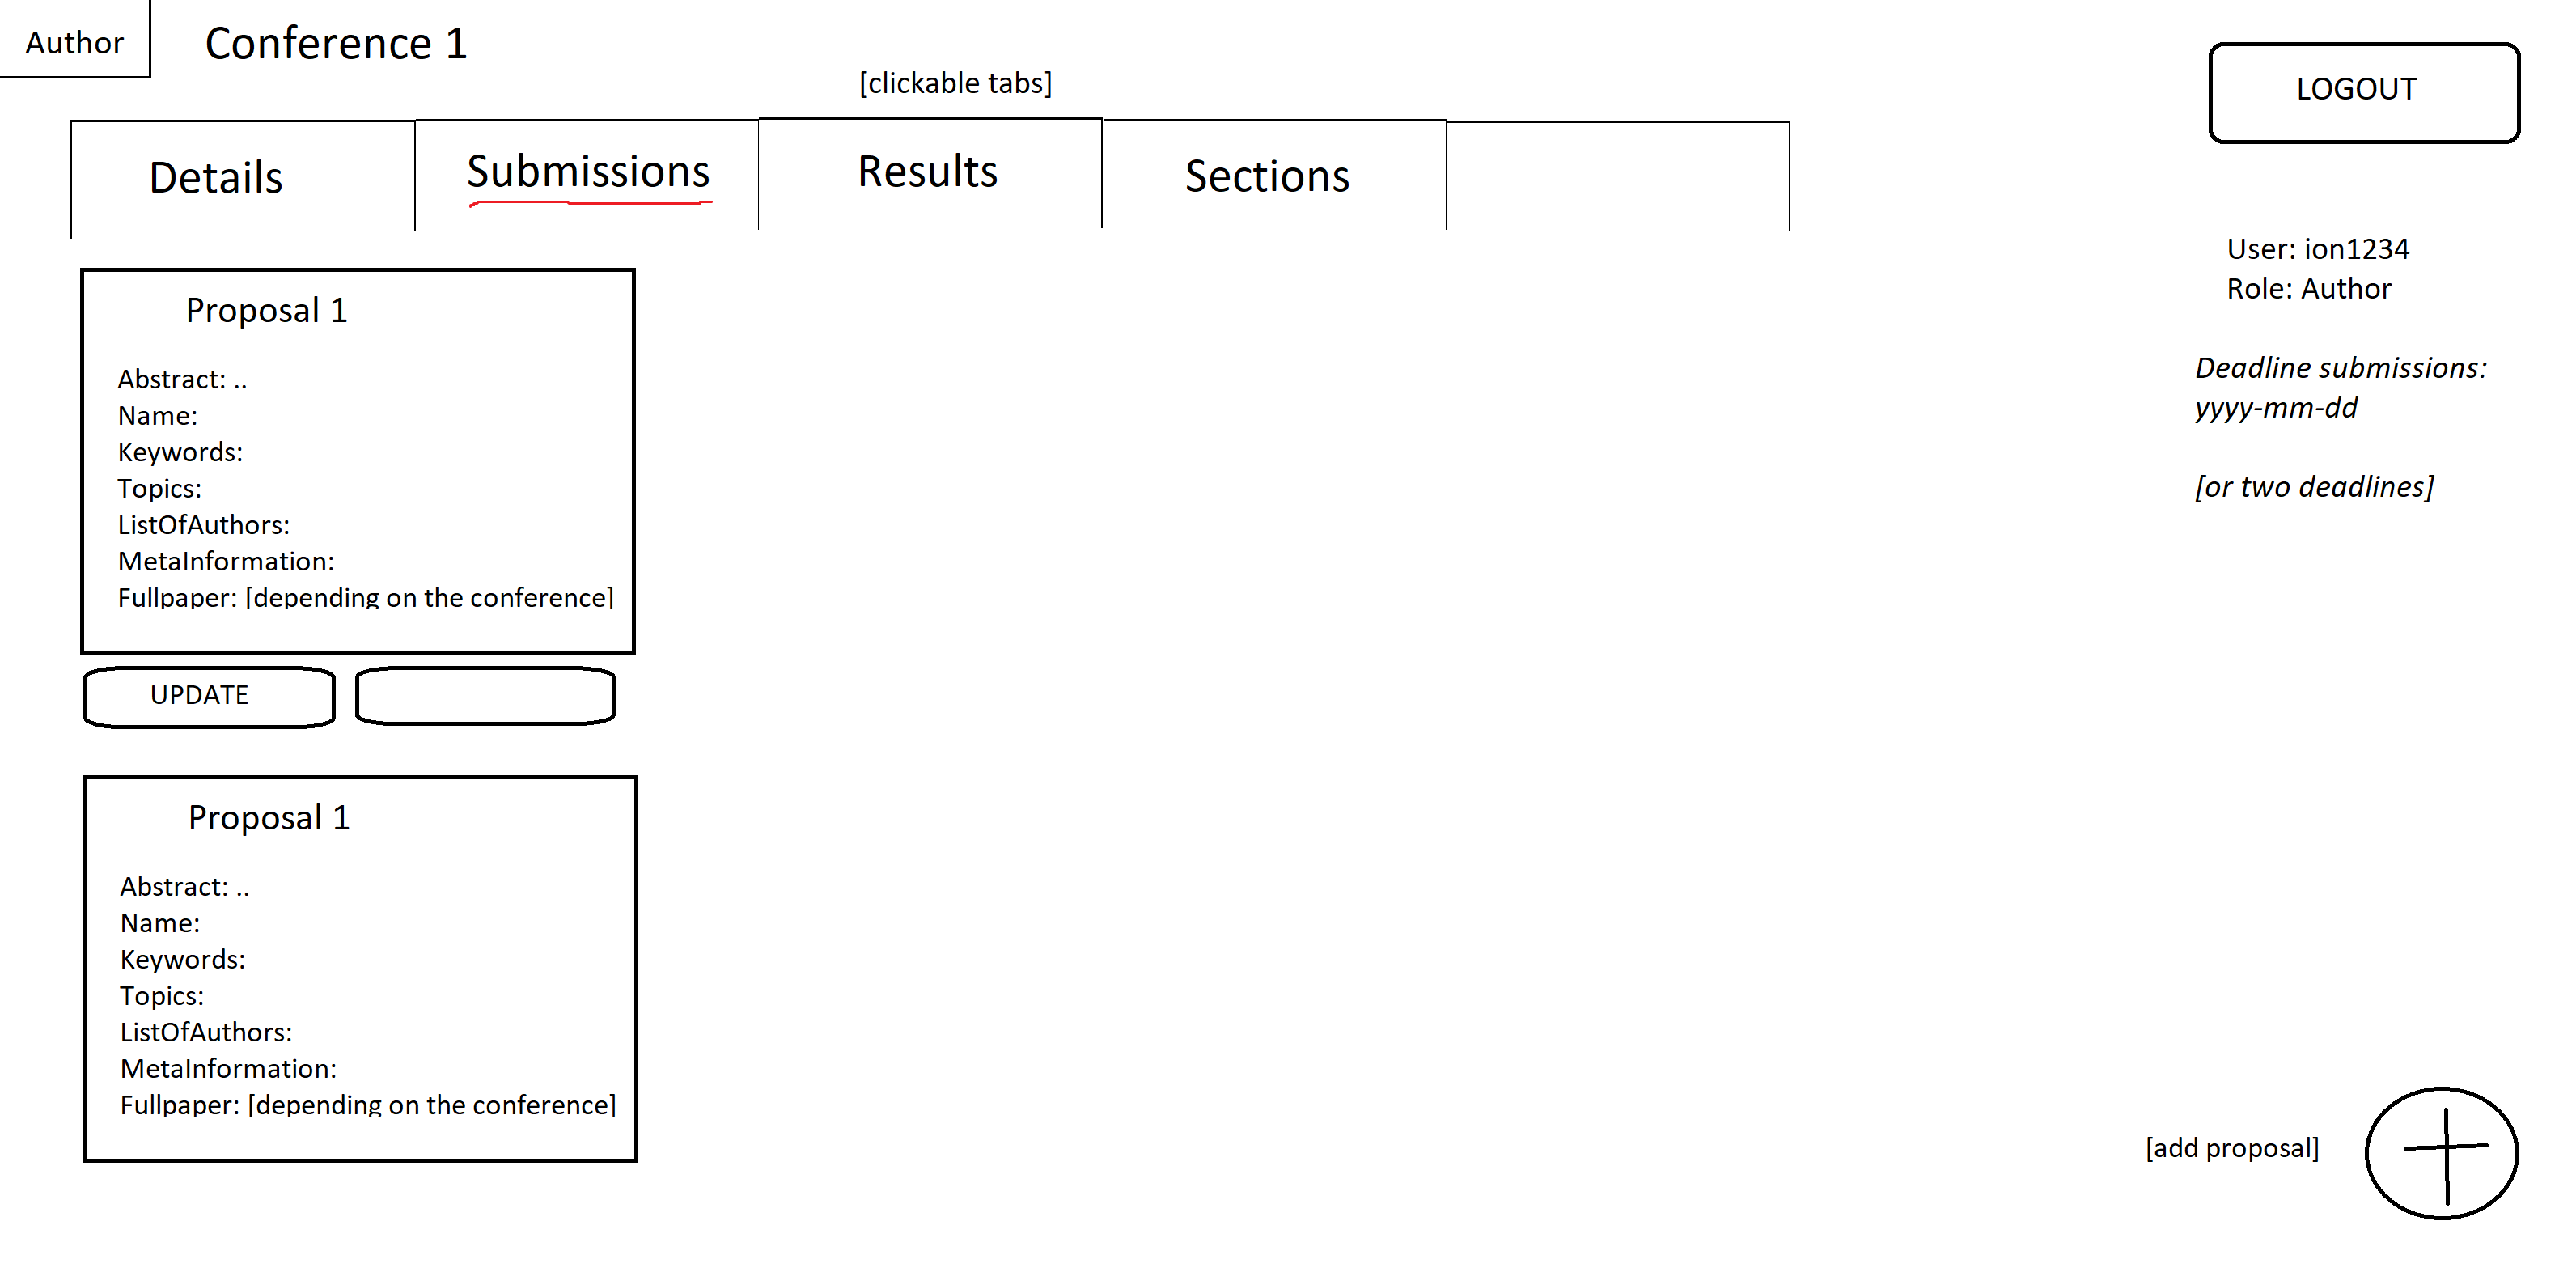 Author
Conference 1
[clickable tabs]
LOGOUT
Details
Submissions
Results
Sections
User: ion1234
Role: Author
Deadline submissions:
yyyy-mm-dd
[or two deadlines]
Proposal 1
Abstract: ..
Name:
Keywords:
Topics:
ListOfAuthors:
MetaInformation:
Fullpaper: [depending on the conference]
UPDATE
Proposal 1
Abstract: ..
Name:
Keywords:
Topics:
ListOfAuthors:
MetaInformation:
Fullpaper: [depending on the conference]
[add proposal]